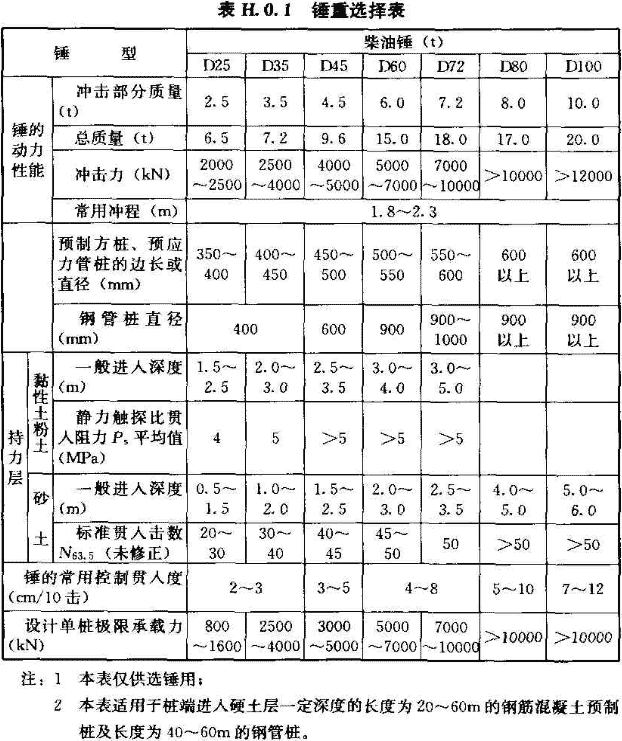 表 H.0.1 锤重选择表
锤 型 柴油锤（t）
D25 D35 D45 D60 D72 D80 D100
锤的动力性能
冲击部分质量（t） 2.5 3.5 4.5 6.0 7.2 8.0 10.0
总质量（t） 6.5 7.2 9.6 15.0 18.0 17.0 20.0
冲击力（kN） 2000～2500 2500～4000 4000～5000 5000～7000 7000～10000 >10000 >12000
常用冲程（m） 1.8～2.3
预制方桩、预应力管桩的边长或直径（mm） 350～400 400～450 450～500 500～550 550～600 600以上 600以上
钢管桩直径（mm） 400 600 900 900～1000 900以上 900以上
持力层
黏性土粉土
一般进入深度（m） 1.5～2.5 2.0～3.0 2.5～3.5 3.0～4.0 3.0～5.0
静力触探比贯入阻力 Ps 平均值（MPa） 4 5 >5 >5 >5
砂土
一般进入深度（m） 0.5～1.5 1.0～2.0 1.5～2.5 2.0～3.0 2.5～3.5 4.0～5.0 5.0～6.0
标准贯入击数 N63.5（未修正） 20～30 30～40 40～45 45～50 50 >50 >50
锤的常用控制贯入度（cm/10击） 2～3 3～5 4～8 5～10 7～12
设计单桩极限承载力（kN） 800～1600 2500～4000 3000～5000 5000～7000 7000～10000 >10000 >10000
注：1 本表仅供选锤用；
2 本表适用于桩端进入硬土层一定深度的长度为20～60m的钢筋混凝土预制
桩及长度为40～60m的钢管桩。